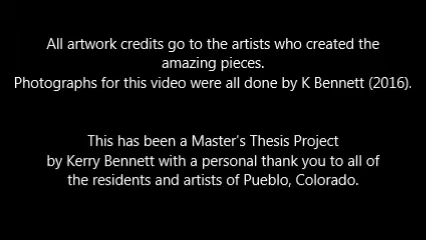 All artwork credits go to the artists who created the
amazing pieces.
Photographs for this video were all done by K Bennett (2016).
This has been a Master's Thesis Project
by Kerry Bennett with a personal thank you to all of
the residents and artists of Pueblo, Colorado.